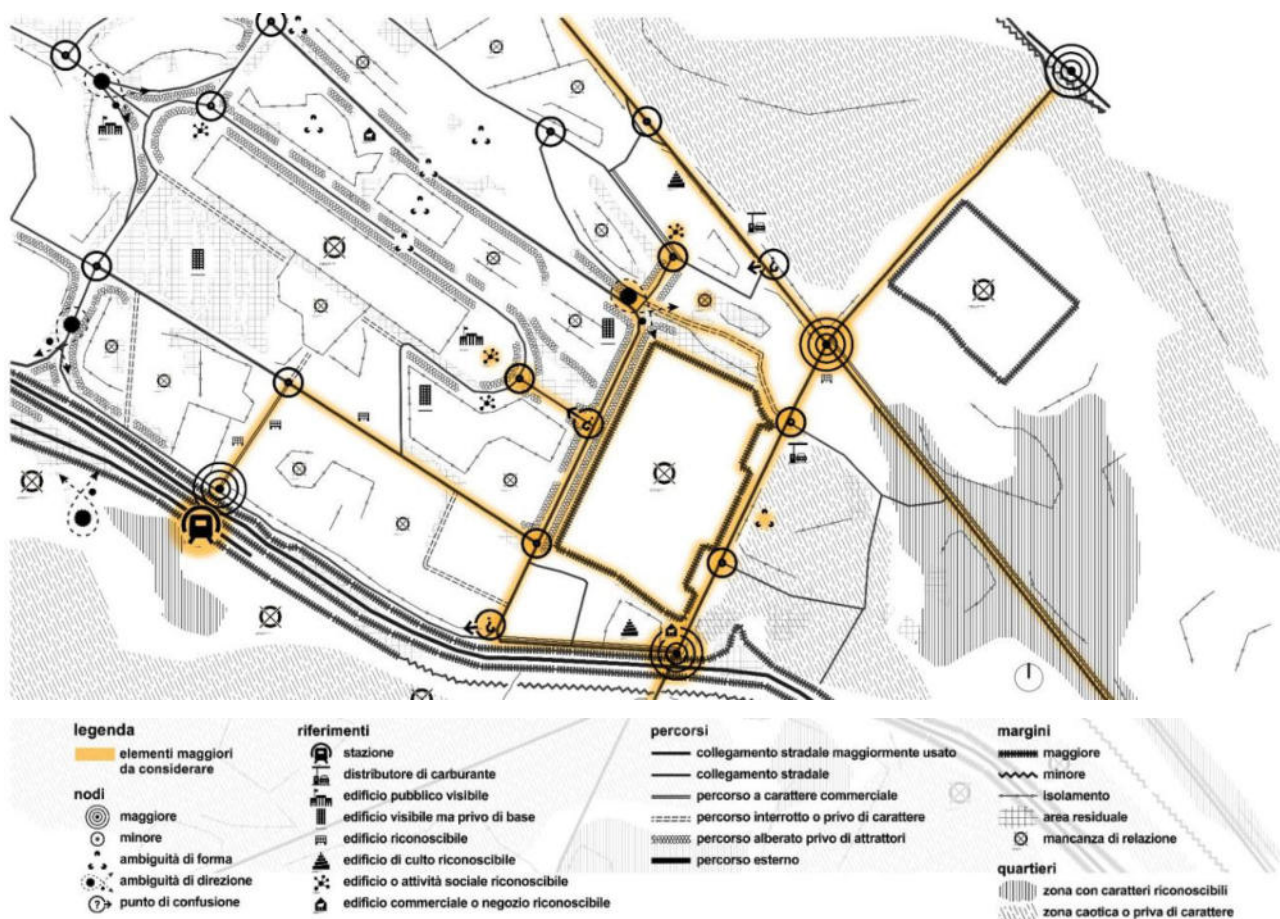 legenda
elementi maggiori
da considerare
nodi
maggiore
minore
ambiguità di forma
ambiguità di direzione
punto di confusione
riferimenti
stazione
distributore di carburante
edificio pubblico visibile
edificio visibile ma privo di base
edificio riconoscibile
edificio di culto riconoscibile
edificio o attività sociale riconoscibile
edificio commerciale o negozio riconoscibile
percorsi
collegamento stradale maggiormente usato
collegamento stradale
percorso a carattere commerciale
percorso interrotto o privo di carattere
percorso alberato privo di attrattori
percorso esterno
margini
maggiore
minore
isolamento
area residuale
mancanza di relazione
quartieri
zona con caratteri riconoscibili
zona caotica o priva di carattere